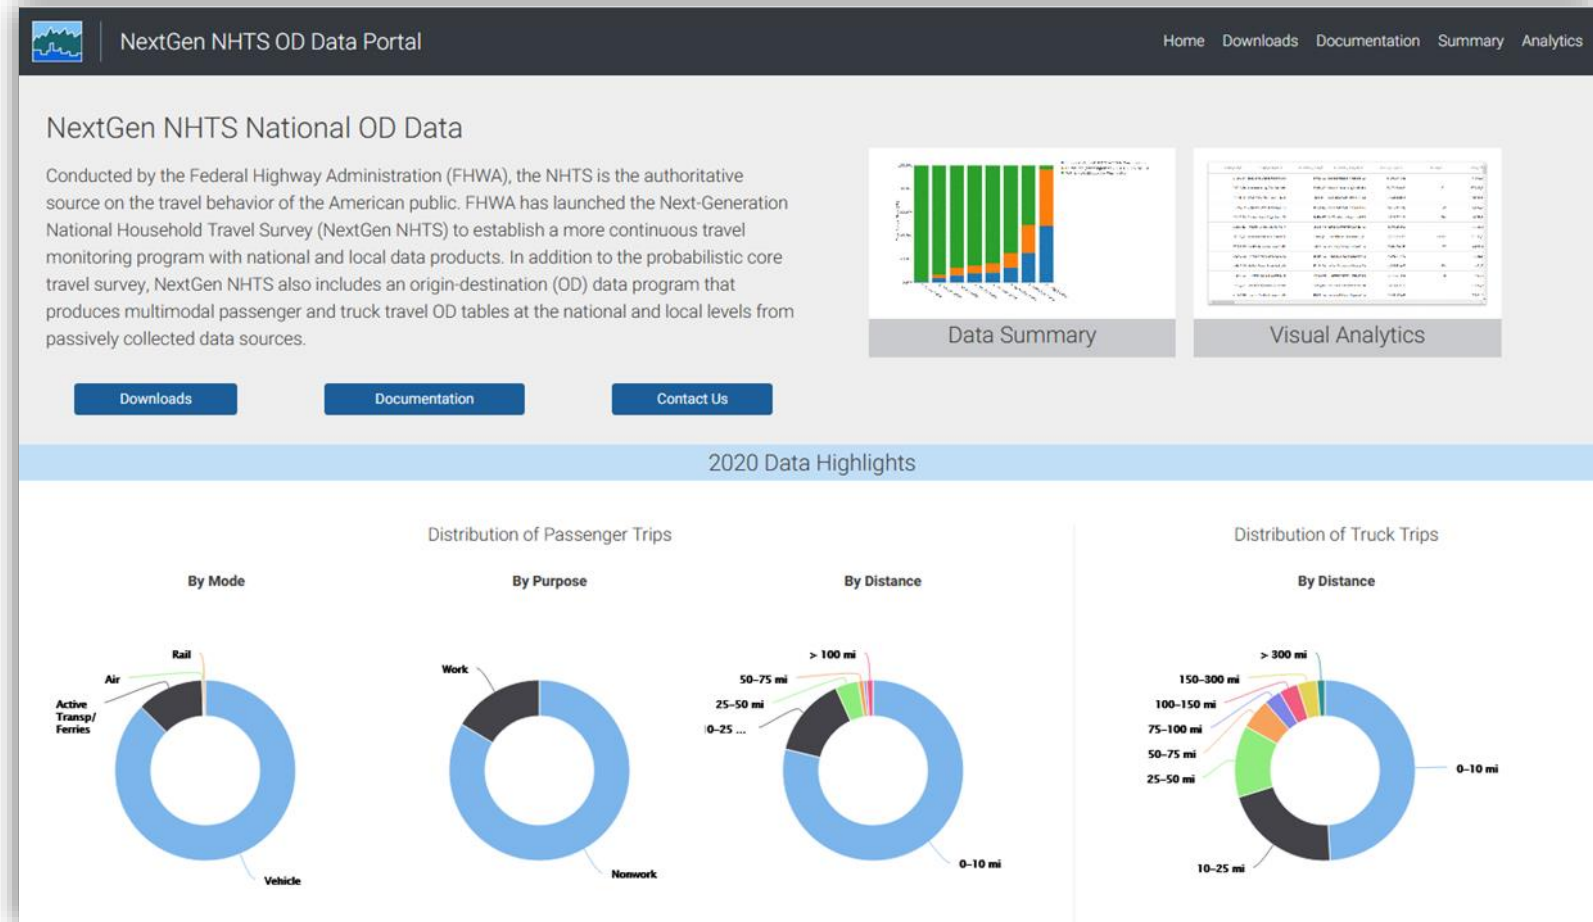 NextGen NHTS OD Data Portal
Home Downloads Documentation Summary Analytics
NextGen NHTS National OD Data
Conducted by the Federal Highway Administration (FHWA), the NHTS is the authoritative
source on the travel behavior of the American public. FHWA has launched the Next-Generation
National Household Travel Survey (NextGen NHTS) to establish a more continuous travel
monitoring program with national and local data products. In addition to the probabilistic core
travel survey, NextGen NHTS also includes an origin-destination (OD) data program that
produces multimodal passenger and truck travel OD tables at the national and local levels from
passively collected data sources.
Downloads
Documentation
Contact Us
Data Summary
Visual Analytics
2020 Data Highlights
Distribution of Passenger Trips
By Mode
Rail
Air
Active
Transp/
Ferries
Vehicle
By Purpose
Work
Nonwork
By Distance
> 100 mi
50–75 mi
25–50 mi
0–25 ...
0–10 mi
Distribution of Truck Trips
By Distance
> 300 mi
150–300 mi
100–150 mi
75–100 mi
50–75 mi
25–50 mi
10–25 mi
0–10 mi